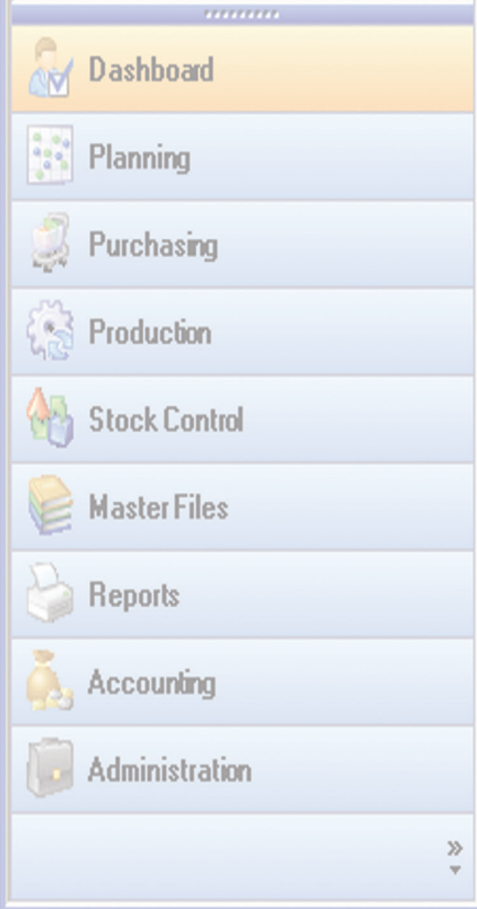 Dashboard
Planning
Purchasing
Production
Stock Control
Master Files
Reports
Accounting
Administration